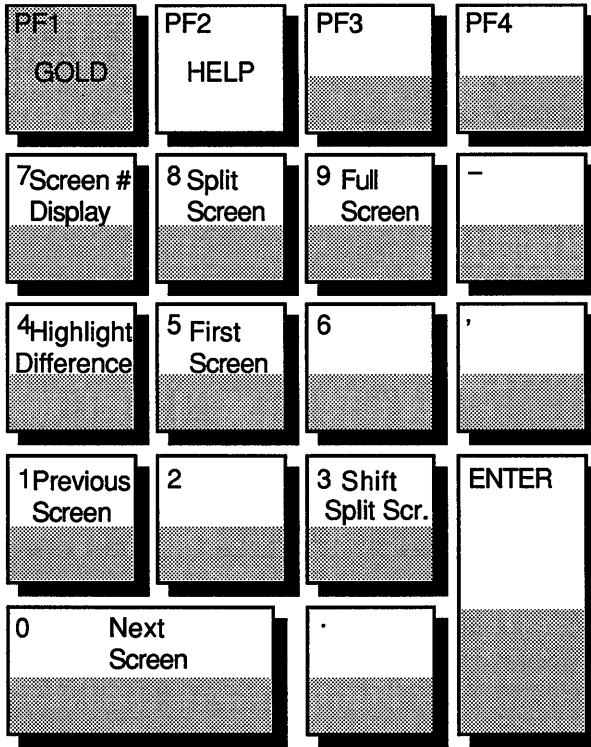 PF1
GOLD
PF2
HELP
PF3
PF4
7Screen #
Display
8 Split
Screen
9 Full
Screen
–
4Highlight
Difference
5 First
Screen
6
,
1Previous
Screen
2
3 Shift
Split Scr.
ENTER
0 Next
Screen
.